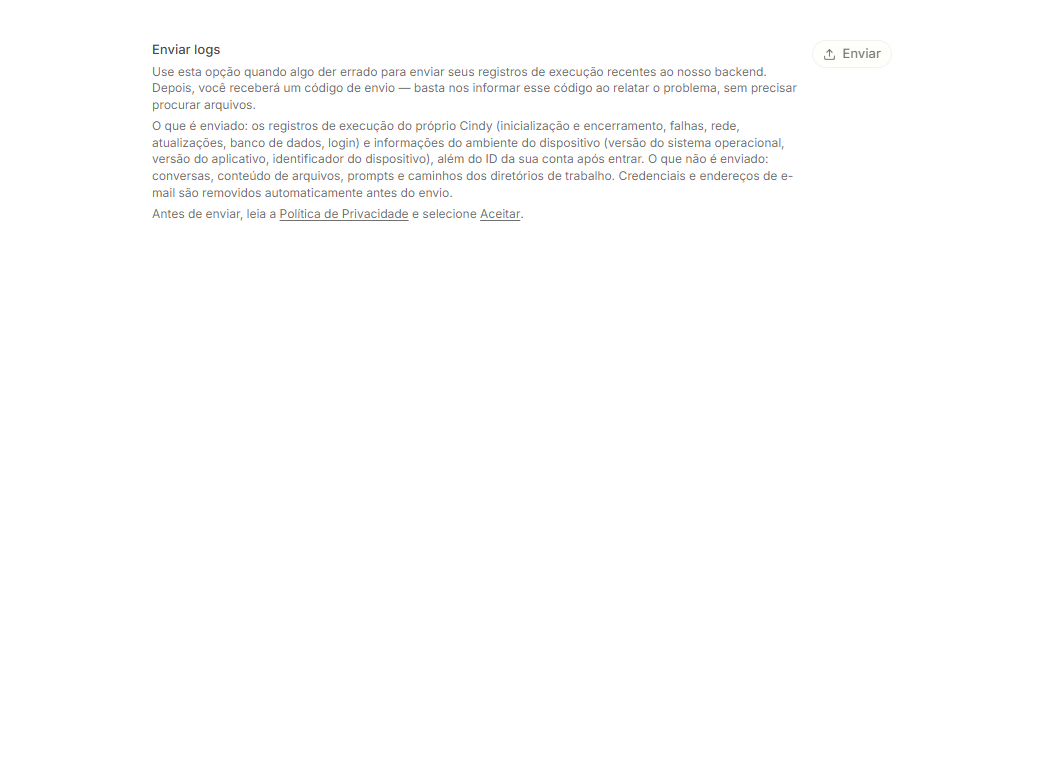 Enviar logs
Enviar
Use esta opção quando algo der errado para enviar seus registros de execução recentes ao nosso backend.
Depois, você receberá um código de envio — basta nos informar esse código ao relatar o problema, sem precisar
procurar arquivos.
O que é enviado: os registros de execução do próprio Cindy (inicialização e encerramento, falhas, rede,
atualizações, banco de dados, login) e informações do ambiente do dispositivo (versão do sistema operacional,
versão do aplicativo, identificador do dispositivo), além do ID da sua conta após entrar. O que não é enviado:
conversas, conteúdo de arquivos, prompts e caminhos dos diretórios de trabalho. Credenciais e endereços de e-
mail são removidos automaticamente antes do envio.
Antes de enviar, leia a Política de Privacidade e selecione Aceitar.